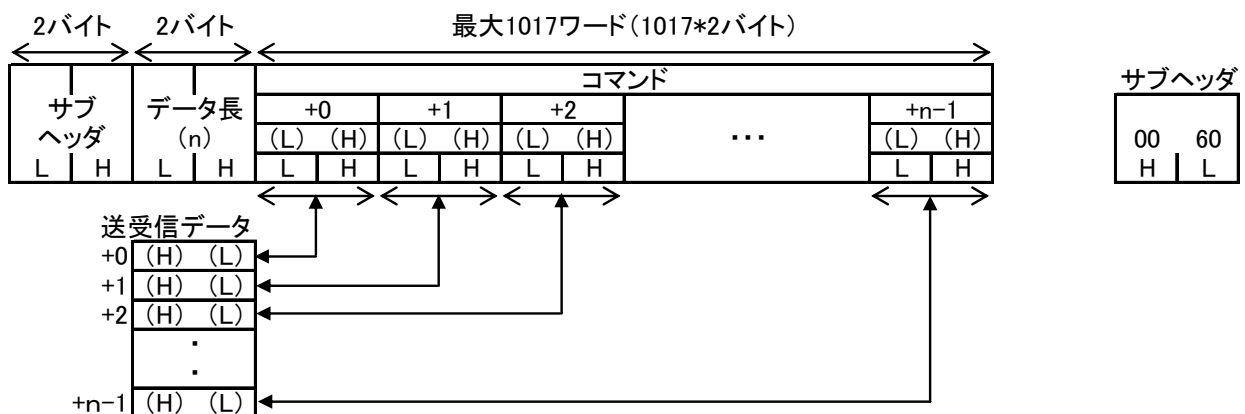 2バイト 2バイト 最大1017ワード(1017*2バイト)
サブヘッダ データ長(n) コマンド サブヘッダ
+0 +1 +2 ・・・ +n-1
(L) (H) (L) (H) (L) (H) (L) (H) 00 60
L H L H L H L H L H L H H L
送受信データ
+0 (H) (L)
+1 (H) (L)
+2 (H) (L)
・
・
+n-1 (H) (L)